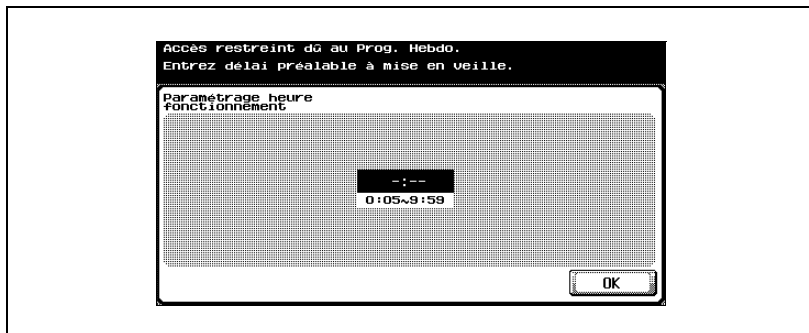 Accès restreint dû au Prog. Hebdo.
Entrez délai préalable à mise en veille.
Paramétrage heure
fonctionnement
-:--
0:05~9:59
OK